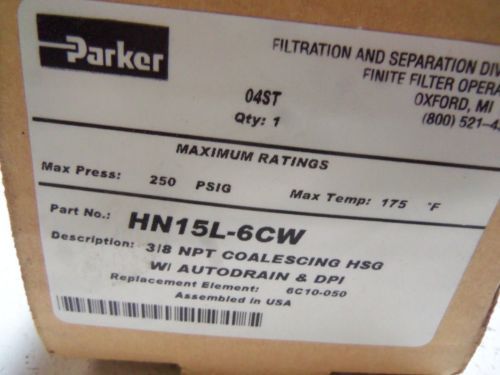 Parker
FILTRATION AND SEPARATION DIV
FINITE FILTER OPERA
OXFORD, MI
(800) 521-4
04ST
Qty: 1
MAXIMUM RATINGS
Max Press: 250 PSIG Max Temp: 175 °F
Part No.: HN15L-6CW
Description: 3/8 NPT COALESCING HSG
W/ AUTODRAIN & DPI
Replacement Element: 6C10-050
Assembled in USA